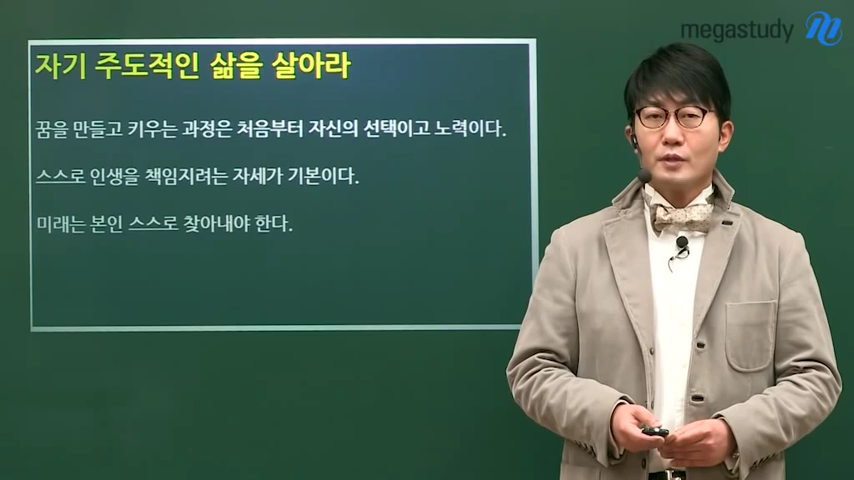 megastudy
자기 주도적인 삶을 살아라
꿈을 만들고 키우는 과정은 처음부터 자신의 선택이고 노력이다.
스스로 인생을 책임지려는 자세가 기본이다.
미래는 본인 스스로 찾아내야 한다.